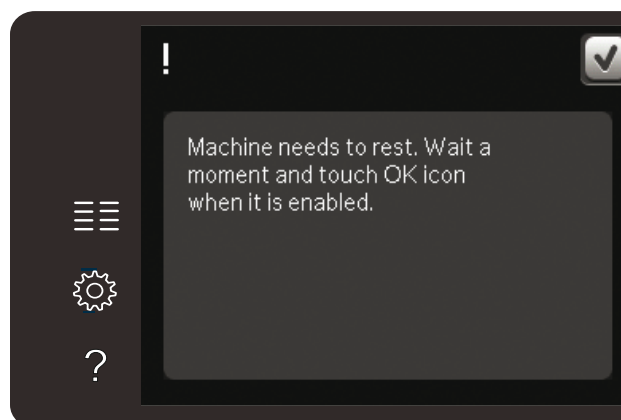 !
Machine needs to rest. Wait a
moment and touch OK icon
when it is enabled.
?